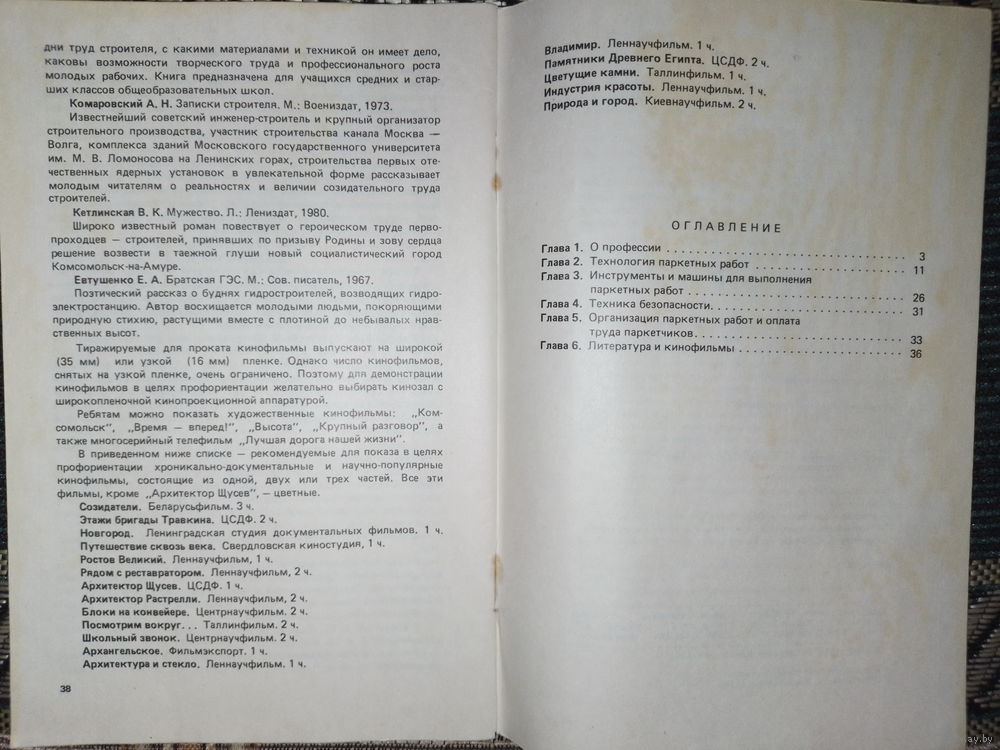 дни труд строителя, с какими материалами и техникой он имеет дело,
каковы возможности творческого труда и профессионального роста
молодых рабочих. Книга предназначена для учащихся средних и стар-
ших классов общеобразовательных школ.
Комаровский А. Н. Записки строителя. М.: Воениздат, 1973.
Известнейший советский инженер-строитель и крупный организатор
строительного производства, участник строительства канала Москва —
Волга, комплекса зданий Московского государственного университета
им. М. В. Ломоносова на Ленинских горах, строительства первых оте-
чественных ядерных установок в увлекательной форме рассказывает
молодым читателям о реальностях и величии созидательного труда
строителей.
Кетлинская В. К. Мужество. Л.: Лениздат, 1980.
Широко известный роман повествует о героическом труде перво-
проходцев — строителей, принявших по призыву Родины и зову сердца
решение возвести в таежной глуши новый социалистический город
Комсомольск-на-Амуре.
Евтушенко Е. А. Братская ГЭС. М.: Сов. писатель, 1967.
Поэтический рассказ о буднях гидростроителей, возводящих гидро-
электростанцию. Автор восхищается молодыми людьми, покоряющими
природную стихию, растущими вместе с плотиной до небывалых нрав-
ственных высот.
Тиражируемые для проката кинофильмы выпускают на широкой
(35 мм) или узкой (16 мм) пленке. Однако число кинофильмов,
снятых на узкой пленке, очень ограничено. Поэтому для демонстрации
кинофильмов в целях профориентации желательно выбирать кинозал с
широкопленочной кинопроекционной аппаратурой.
Ребятам можно показать художественные кинофильмы: „Ком-
сомольск", „Время — вперед!", „Высота", „Крупный разговор", а
также многосерийный телефильм „Лучшая дорога нашей жизни".
В приведенном ниже списке — рекомендуемые для показа в целях
профориентации хроникально-документальные и научно-популярные
кинофильмы, состоящие из одной, двух или трех частей. Все эти
фильмы, кроме „Архитектор Щусев", — цветные.
Созидатели. Беларусьфильм. 3 ч.
Этажи бригады Травкина. ЦСДФ. 2 ч.
Новгород. Ленинградская студия документальных фильмов. 1 ч.
Путешествие сквозь века. Свердловская киностудия, 1 ч.
Ростов Великий. Леннаучфильм, 1 ч.
Рядом с реставратором. Леннаучфильм, 2 ч.
Архитектор Щусев. ЦСДФ. 1 ч.
Архитектор Растрелли. Леннаучфильм, 2 ч.
Блоки на конвейере. Центрнаучфильм, 2 ч.
Посмотрим вокруг. . . Таллинфильм. 2 ч.
Школьный звонок. Центрнаучфильм. 2 ч.
Архангельское. Фильмэкспорт. 1 ч.
Архитектура и стекло. Леннаучфильм. 1 ч.
38
Владимир. Леннаучфильм. 1 ч.
Памятники Древнего Египта. ЦСДФ. 2 ч.
Цветущие камни. Таллинфильм. 1 ч.
Индустрия красоты. Леннаучфильм. 1 ч.
Природа и город. Киевнаучфильм. 2 ч.
ОГЛАВЛЕНИЕ
Глава 1. О профессии . . . . . . . . . . 3
Глава 2. Технология паркетных работ . . . . . . . . . . 11
Глава 3. Инструменты и машины для выполнения
паркетных работ . . . . . . . . . . 26
Глава 4. Техника безопасности. . . . . . . . . . 31
Глава 5. Организация паркетных работ и оплата
труда паркетчиков. . . . . . . . . . 33
Глава 6. Литература и кинофильмы . . . . . . . . . . 36
ay.by